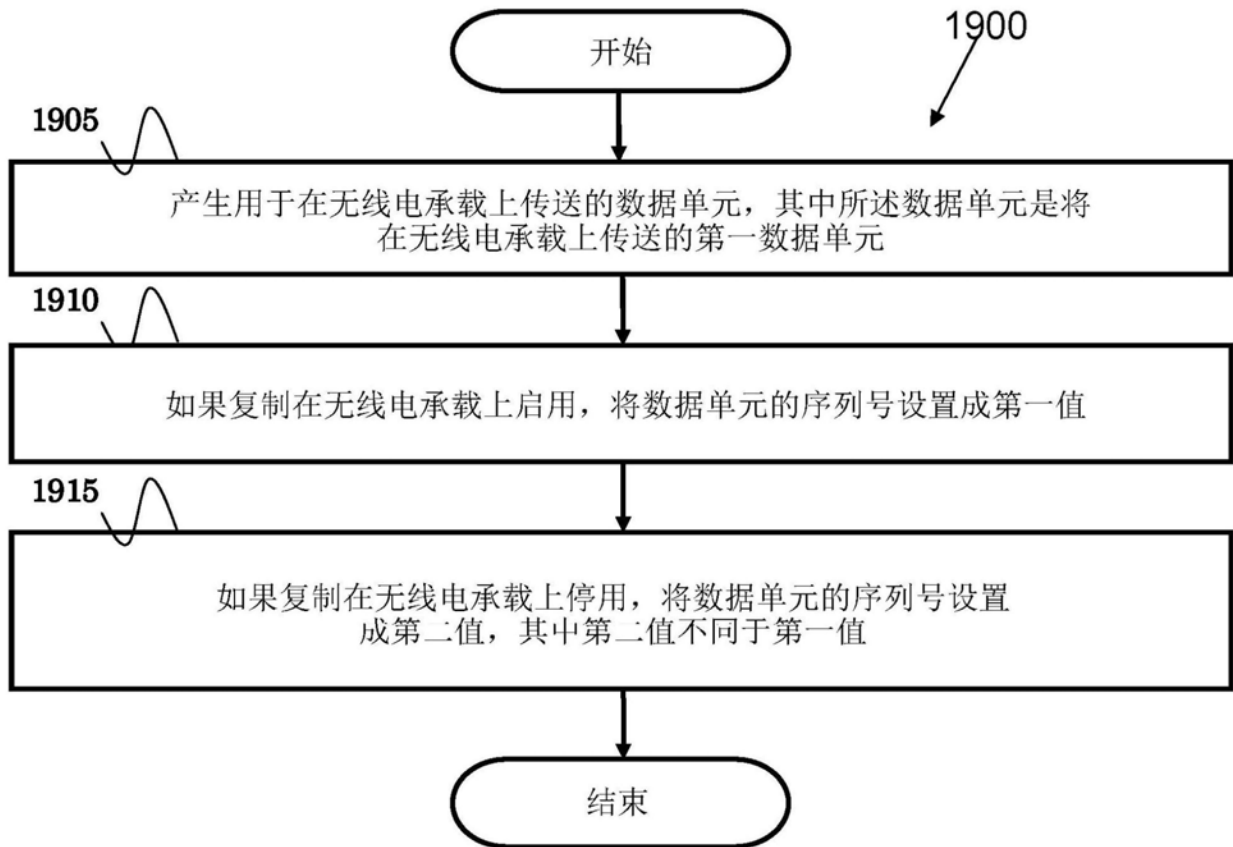 开始
1900
1905
产生用于在无线电承载上传送的数据单元，其中所述数据单元是将
在无线电承载上传送的第一数据单元
1910
如果复制在无线电承载上启用，将数据单元的序列号设置成第一值
1915
如果复制在无线电承载上停用，将数据单元的序列号设置
成第二值，其中第二值不同于第一值
结束